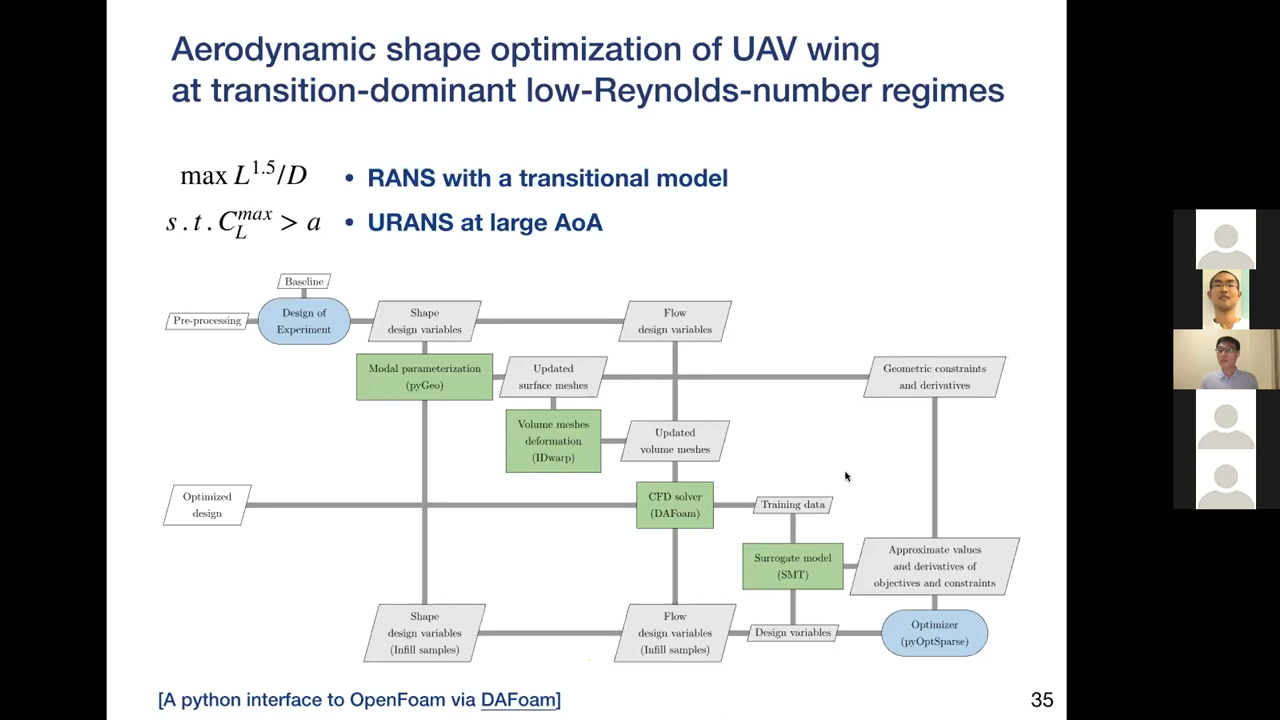 Aerodynamic shape optimization of UAV wing
at transition-dominant low-Reynolds-number regimes
max L^{1.5}/D
• RANS with a transitional model
s.t. C_L^{max} > a
• URANS at large AoA
Baseline
Pre-processing
Design of
Experiment
Shape
design variables
Flow
design variables
Modal parameterization
(pyGeo)
Updated
surface meshes
Geometric constraints
and derivatives
Volume meshes
deformation
(IDwarp)
Updated
volume meshes
Optimized
design
CFD solver
(DAFoam)
Training data
Surrogate model
(SMT)
Approximate values
and derivatives of
objectives and constraints
Shape
design variables
(Infill samples)
Flow
design variables
(Infill samples)
Design variables
Optimizer
(pyOptSparse)
[A python interface to OpenFoam via DAFoam]
35